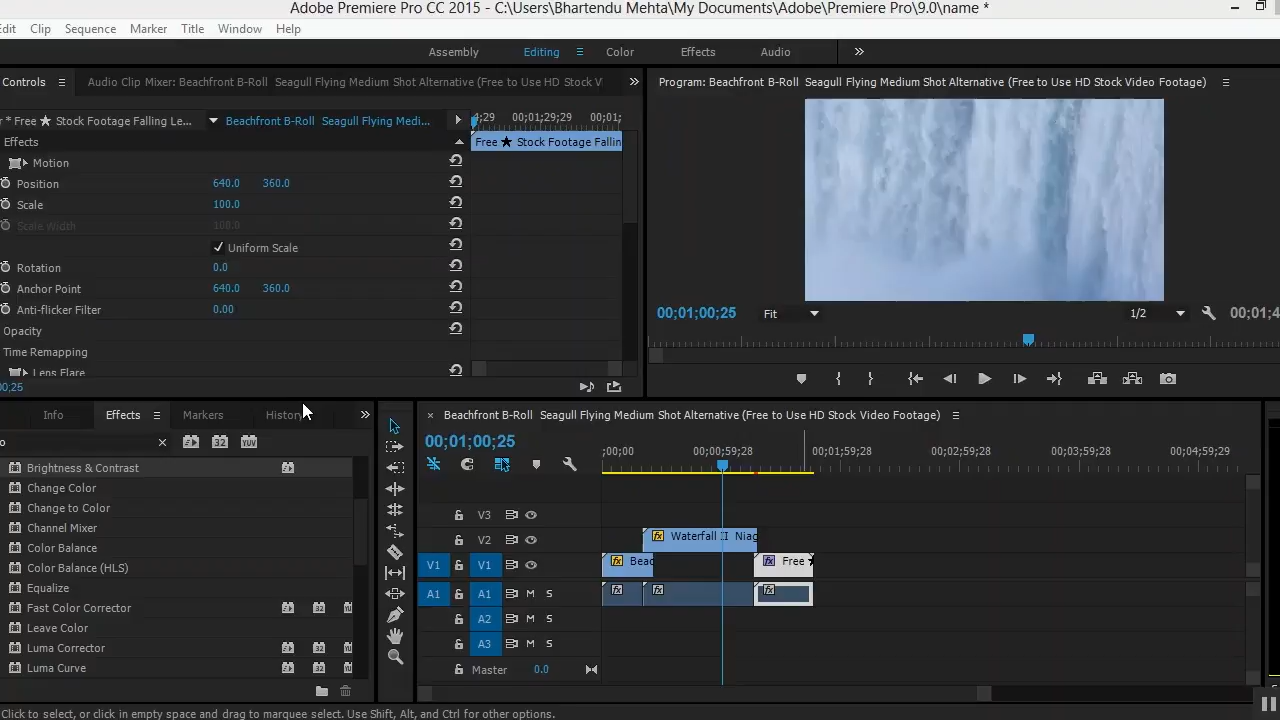 Adobe Premiere Pro CC 2015 - C:\Users\Bhartendu Mehta\My Documents\Adobe\Premiere Pro\9.0\name *
Edit Clip Sequence Marker Title Window Help
Assembly Editing Color Effects Audio
Controls Audio Clip Mixer: Beachfront B-Roll Seagull Flying Medium Shot Alternative (Free to Use HD Stock V
Program: Beachfront B-Roll Seagull Flying Medium Shot Alternative (Free to Use HD Stock Video Footage)
r * Free ★ Stock Footage Falling Le... Beachfront B-Roll Seagull Flying Medi... ;29 00;01;29;29 00;01;
Effects Free ★ Stock Footage Fallin
Motion
Position 640.0 360.0
Scale 100.0
Scale Width 100.0
Uniform Scale
Rotation 0.0
Anchor Point 640.0 360.0
Anti-flicker Filter 0.00
Opacity
Time Remapping
Lens Flare
00;25
00;01;00;25 Fit 1/2 00;01;4
Info Effects Markers History
o
Brightness & Contrast
Change Color
Change to Color
Channel Mixer
Color Balance
Color Balance (HLS)
Equalize
Fast Color Corrector
Leave Color
Luma Corrector
Luma Curve
× Beachfront B-Roll Seagull Flying Medium Shot Alternative (Free to Use HD Stock Video Footage)
00;01;00;25
;00;00 00;00;59;28 00;01;59;28 00;02;59;28 00;03;59;28 00;04;59;29
V3
V2 fx Waterfall II Niag
V1 V1 fx Beac fx Free ★
A1 A1 M S fx fx fx
A2 M S
A3 M S
Master 0.0
Click to select, or click in empty space and drag to marquee select. Use Shift, Alt, and Ctrl for other options.